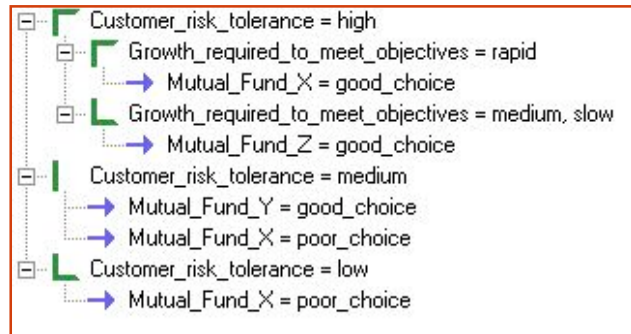 Customer_risk_tolerance = high
Growth_required_to_meet_objectives = rapid
Mutual_Fund_X = good_choice
Growth_required_to_meet_objectives = medium, slow
Mutual_Fund_Z = good_choice
Customer_risk_tolerance = medium
Mutual_Fund_Y = good_choice
Mutual_Fund_X = poor_choice
Customer_risk_tolerance = low
Mutual_Fund_X = poor_choice